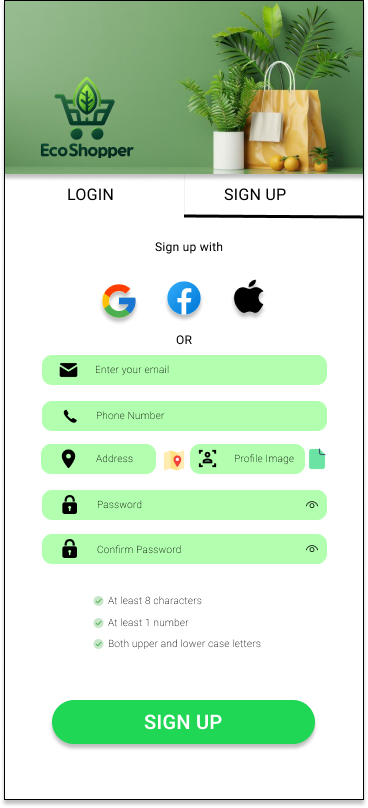 EcoShopper
LOGIN SIGN UP
Sign up with
OR
Enter your email
Phone Number
Address Profile Image
Password
Confirm Password
At least 8 characters
At least 1 number
Both upper and lower case letters
SIGN UP